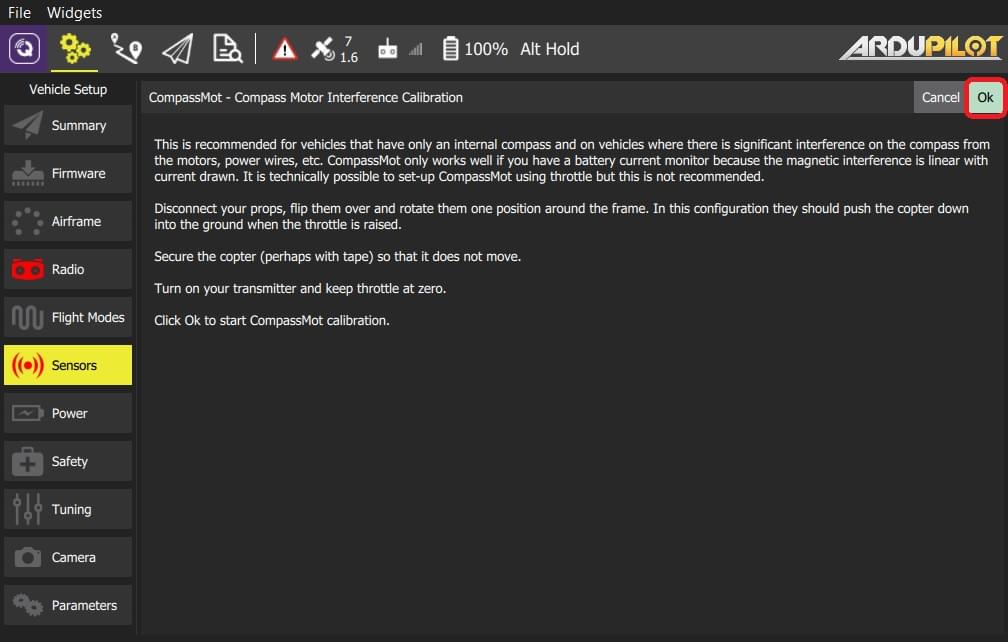 File Widgets
7
1.6
100% Alt Hold
ARDUPILOT
Vehicle Setup
Summary
Firmware
Airframe
Radio
Flight Modes
Sensors
Power
Safety
Tuning
Camera
Parameters
CompassMot - Compass Motor Interference Calibration
Cancel
Ok
This is recommended for vehicles that have only an internal compass and on vehicles where there is significant interference on the compass from
the motors, power wires, etc. CompassMot only works well if you have a battery current monitor because the magnetic interference is linear with
current drawn. It is technically possible to set-up CompassMot using throttle but this is not recommended.
Disconnect your props, flip them over and rotate them one position around the frame. In this configuration they should push the copter down
into the ground when the throttle is raised.
Secure the copter (perhaps with tape) so that it does not move.
Turn on your transmitter and keep throttle at zero.
Click Ok to start CompassMot calibration.